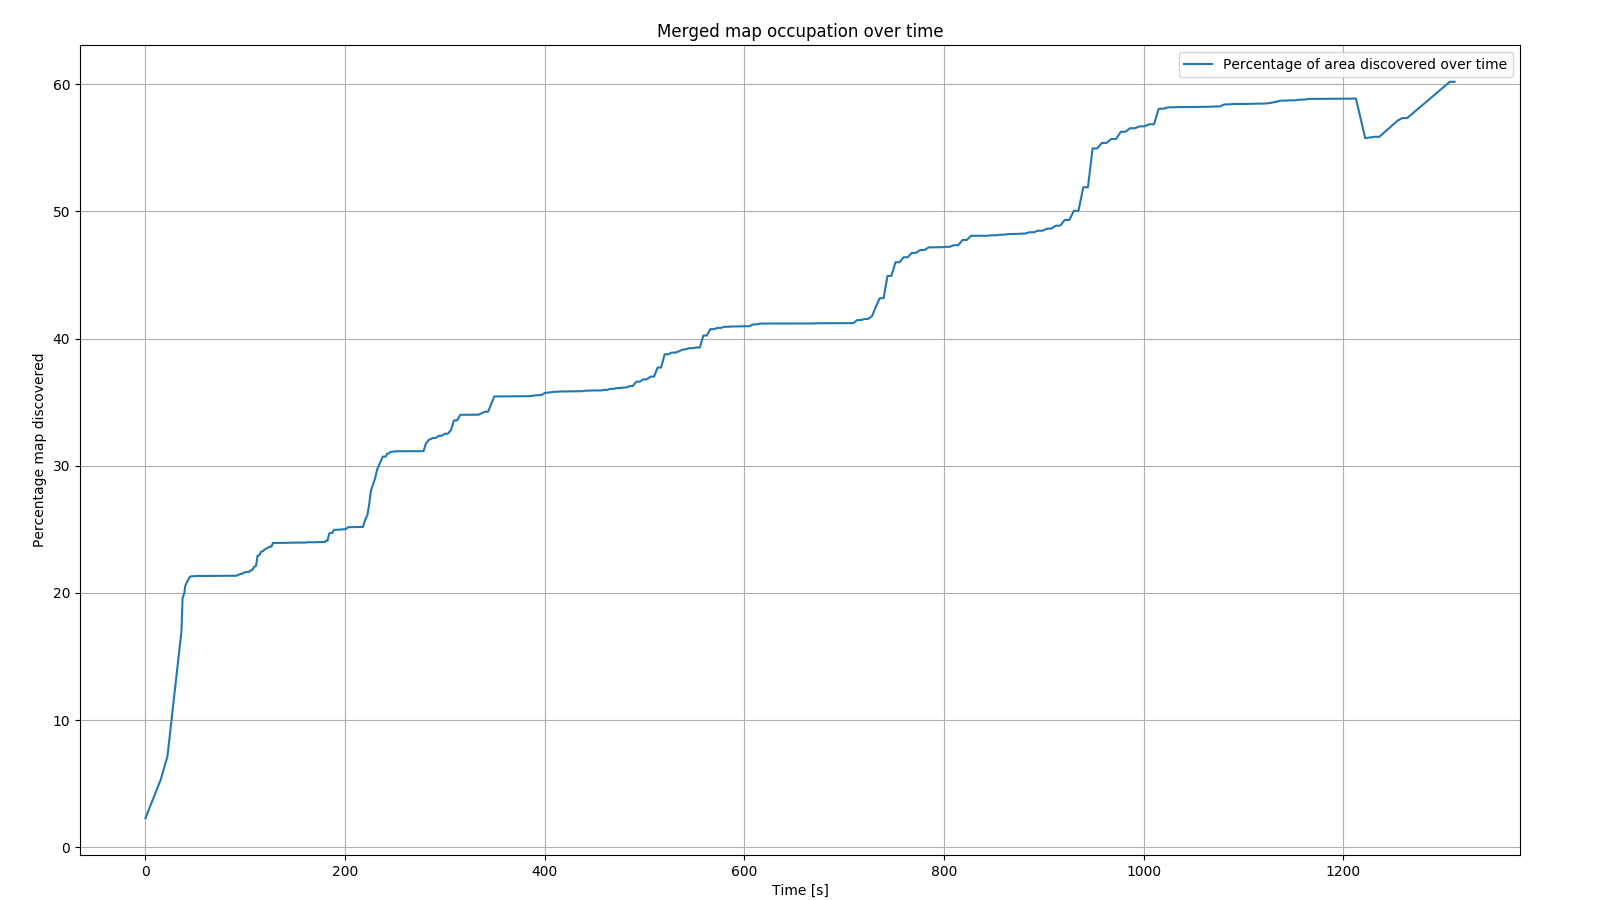 Merged map occupation over time
Percentage of area discovered over time
60
50
40
30
20
10
0
Percentage map discovered
0 200 400 600 800 1000 1200
Time [s]